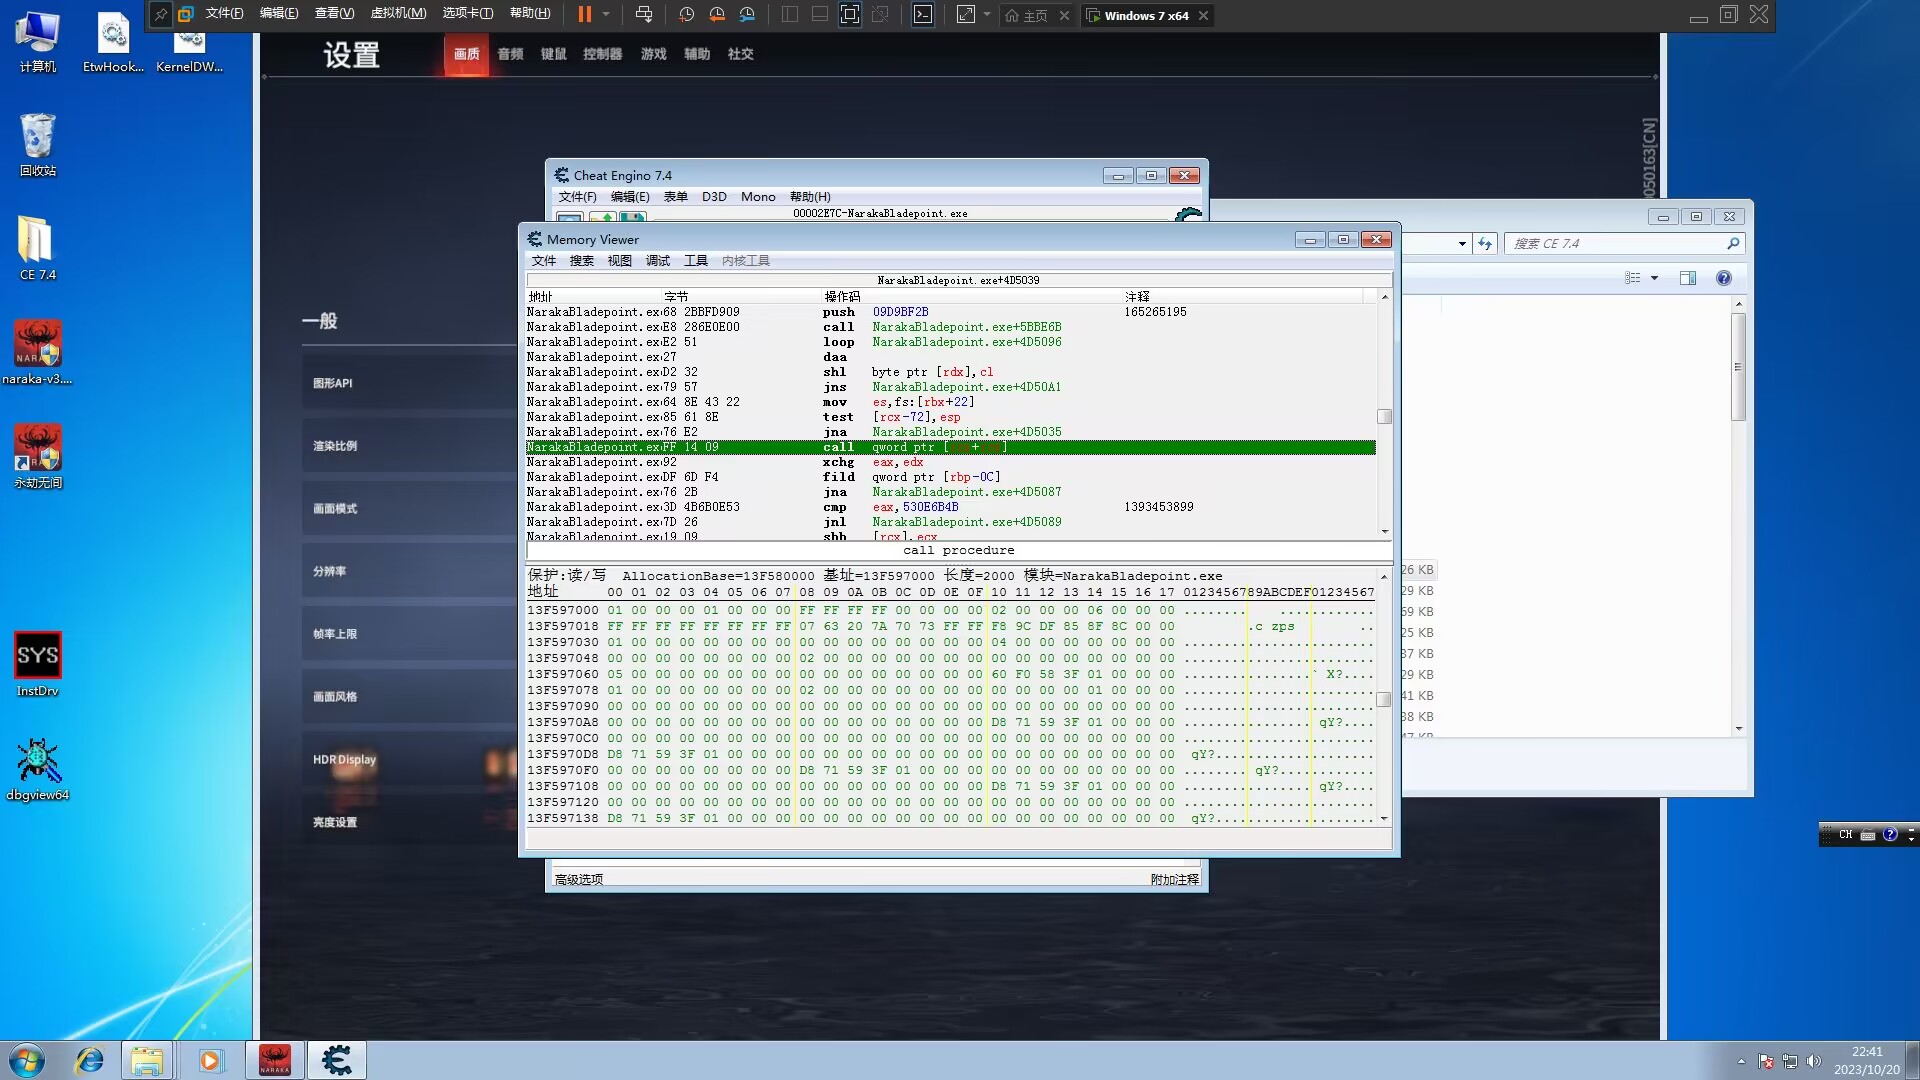 文件(F) 编辑(E) 查看(V) 虚拟机(M) 选项卡(T) 帮助(H)
主页
Windows 7 x64
计算机
EtwHook...
KernelDW...
回收站
CE 7.4
naraka-v3....
永劫无间
SYS
InstDrv
dbgview64
设置
画质 音频 键鼠 控制器 游戏 辅助 社交
0050163[CN]
一般
图形API
渲染比例
画面模式
分辨率
帧率上限
画面风格
HDR Display
亮度设置
Cheat Engino 7.4
文件(F) 编辑(E) 表单 D3D Mono 帮助(H)
00002E7C-NarakaBladepoint.exe
搜索 CE 7.4
Memory Viewer
文件 搜索 视图 调试 工具 内核工具
NarakaBladepoint.exe+4D5039
地址 字节 操作码 注释
NarakaBladepoint.ex 68 2BBFD909 push 09D9BF2B 165265195
NarakaBladepoint.ex E8 286E0E00 call NarakaBladepoint.exe+5BBE6B
NarakaBladepoint.ex E2 51 loop NarakaBladepoint.exe+4D5096
NarakaBladepoint.ex 27 daa
NarakaBladepoint.ex D2 32 shl byte ptr [rdx],cl
NarakaBladepoint.ex 79 57 jns NarakaBladepoint.exe+4D50A1
NarakaBladepoint.ex 64 8E 43 22 mov es,fs:[rbx+22]
NarakaBladepoint.ex 85 61 8E test [rcx-72],esp
NarakaBladepoint.ex 76 E2 jna NarakaBladepoint.exe+4D5035
NarakaBladepoint.ex FF 14 09 call qword ptr [
NarakaBladepoint.ex 92 xchg eax,edx
NarakaBladepoint.ex DF 6D F4 fild qword ptr [rbp-0C]
NarakaBladepoint.ex 76 2B jna NarakaBladepoint.exe+4D5087
NarakaBladepoint.ex 3D 4B6B0E53 cmp eax,530E6B4B 1393453899
NarakaBladepoint.ex 7D 26 jnl NarakaBladepoint.exe+4D5089
NarakaBladepoint.ex 19 09 sbb [rcx],ecx
call procedure
保护:读/写 AllocationBase=13F580000 基址=13F597000 长度=2000 模块=NarakaBladepoint.exe
地址 00 01 02 03 04 05 06 07 08 09 0A 0B 0C 0D 0E 0F 10 11 12 13 14 15 16 17 0123456789ABCDEF01234567
13F597000 01 00 00 00 01 00 00 00 FF FF FF FF 00 00 00 00 02 00 00 00 06 00 00 00 ........ ............
13F597018 FF FF FF FF FF FF FF FF 07 63 20 7A 70 73 FF FF F8 9C DF 85 8F 8C 00 00 .c zps ..
13F597030 01 00 00 00 00 00 00 00 00 00 00 00 00 00 00 00 04 00 00 00 00 00 00 00 ........................
13F597048 00 00 00 00 00 00 00 00 02 00 00 00 00 00 00 00 00 00 00 00 00 00 00 00 ........................
13F597060 05 00 00 00 00 00 00 00 00 00 00 00 00 00 00 00 60 F0 58 3F 01 00 00 00 ................` X?....
13F597078 01 00 00 00 00 00 00 00 02 00 00 00 00 00 00 00 00 00 00 00 01 00 00 00 ........................
13F597090 00 00 00 00 00 00 00 00 00 00 00 00 00 00 00 00 00 00 00 00 00 00 00 00 ........................
13F5970A8 00 00 00 00 00 00 00 00 00 00 00 00 00 00 00 00 D8 71 59 3F 01 00 00 00 ................ qY?....
13F5970C0 00 00 00 00 00 00 00 00 00 00 00 00 00 00 00 00 00 00 00 00 00 00 00 00 ........................
13F5970D8 D8 71 59 3F 01 00 00 00 00 00 00 00 00 00 00 00 00 00 00 00 00 00 00 00 qY?....................
13F5970F0 00 00 00 00 00 00 00 00 D8 71 59 3F 01 00 00 00 00 00 00 00 00 00 00 00 ........ qY?............
13F597108 00 00 00 00 00 00 00 00 00 00 00 00 00 00 00 00 D8 71 59 3F 01 00 00 00 ................ qY?....
13F597120 00 00 00 00 00 00 00 00 00 00 00 00 00 00 00 00 00 00 00 00 00 00 00 00 ........................
13F597138 D8 71 59 3F 01 00 00 00 00 00 00 00 00 00 00 00 00 00 00 00 00 00 00 00 qY?....................
26 KB
29 KB
59 KB
25 KB
37 KB
29 KB
41 KB
38 KB
47 KB
高级选项 附加注释
CH
22:41
2023/10/20